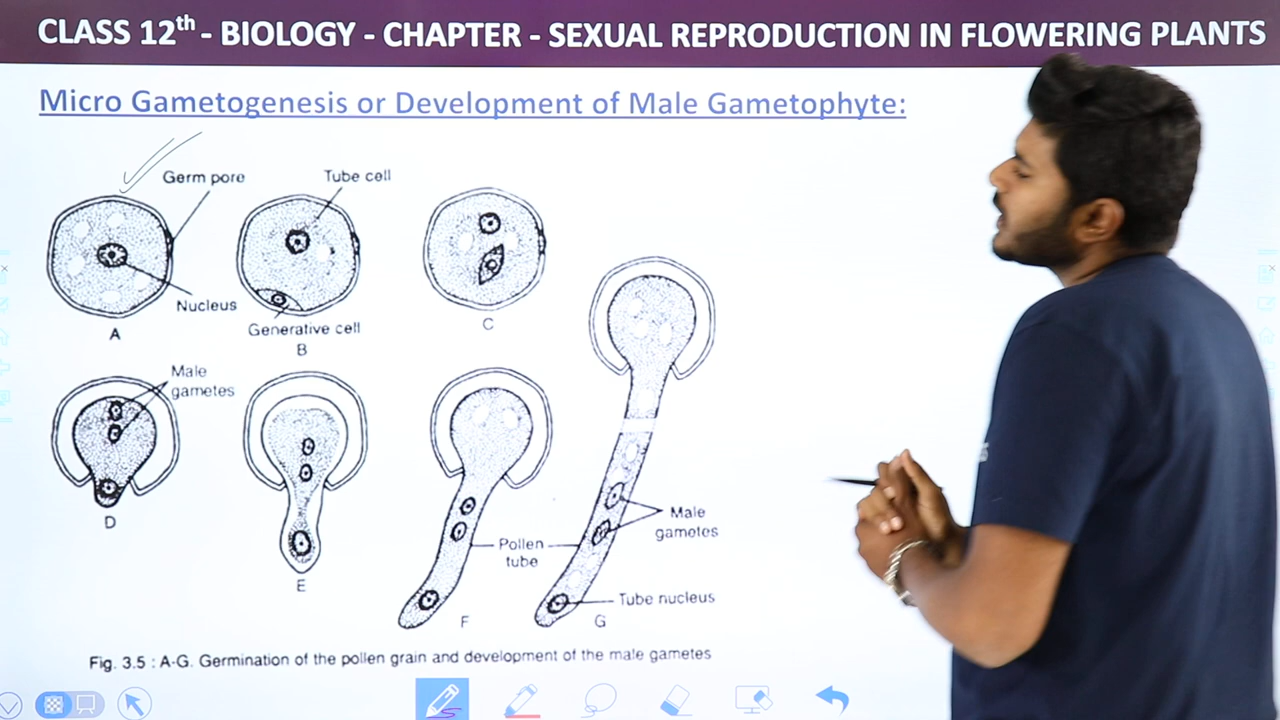 CLASS 12th - BIOLOGY - CHAPTER - SEXUAL REPRODUCTION IN FLOWERING PLANTS
Micro Gametogenesis or Development of Male Gametophyte:
Germ pore
Tube cell
Nucleus
Generative cell
A
B
C
Male
gametes
D
E
Pollen
tube
Male
gametes
Tube nucleus
F
G
Fig. 3.5 : A-G. Germination of the pollen grain and development of the male gametes